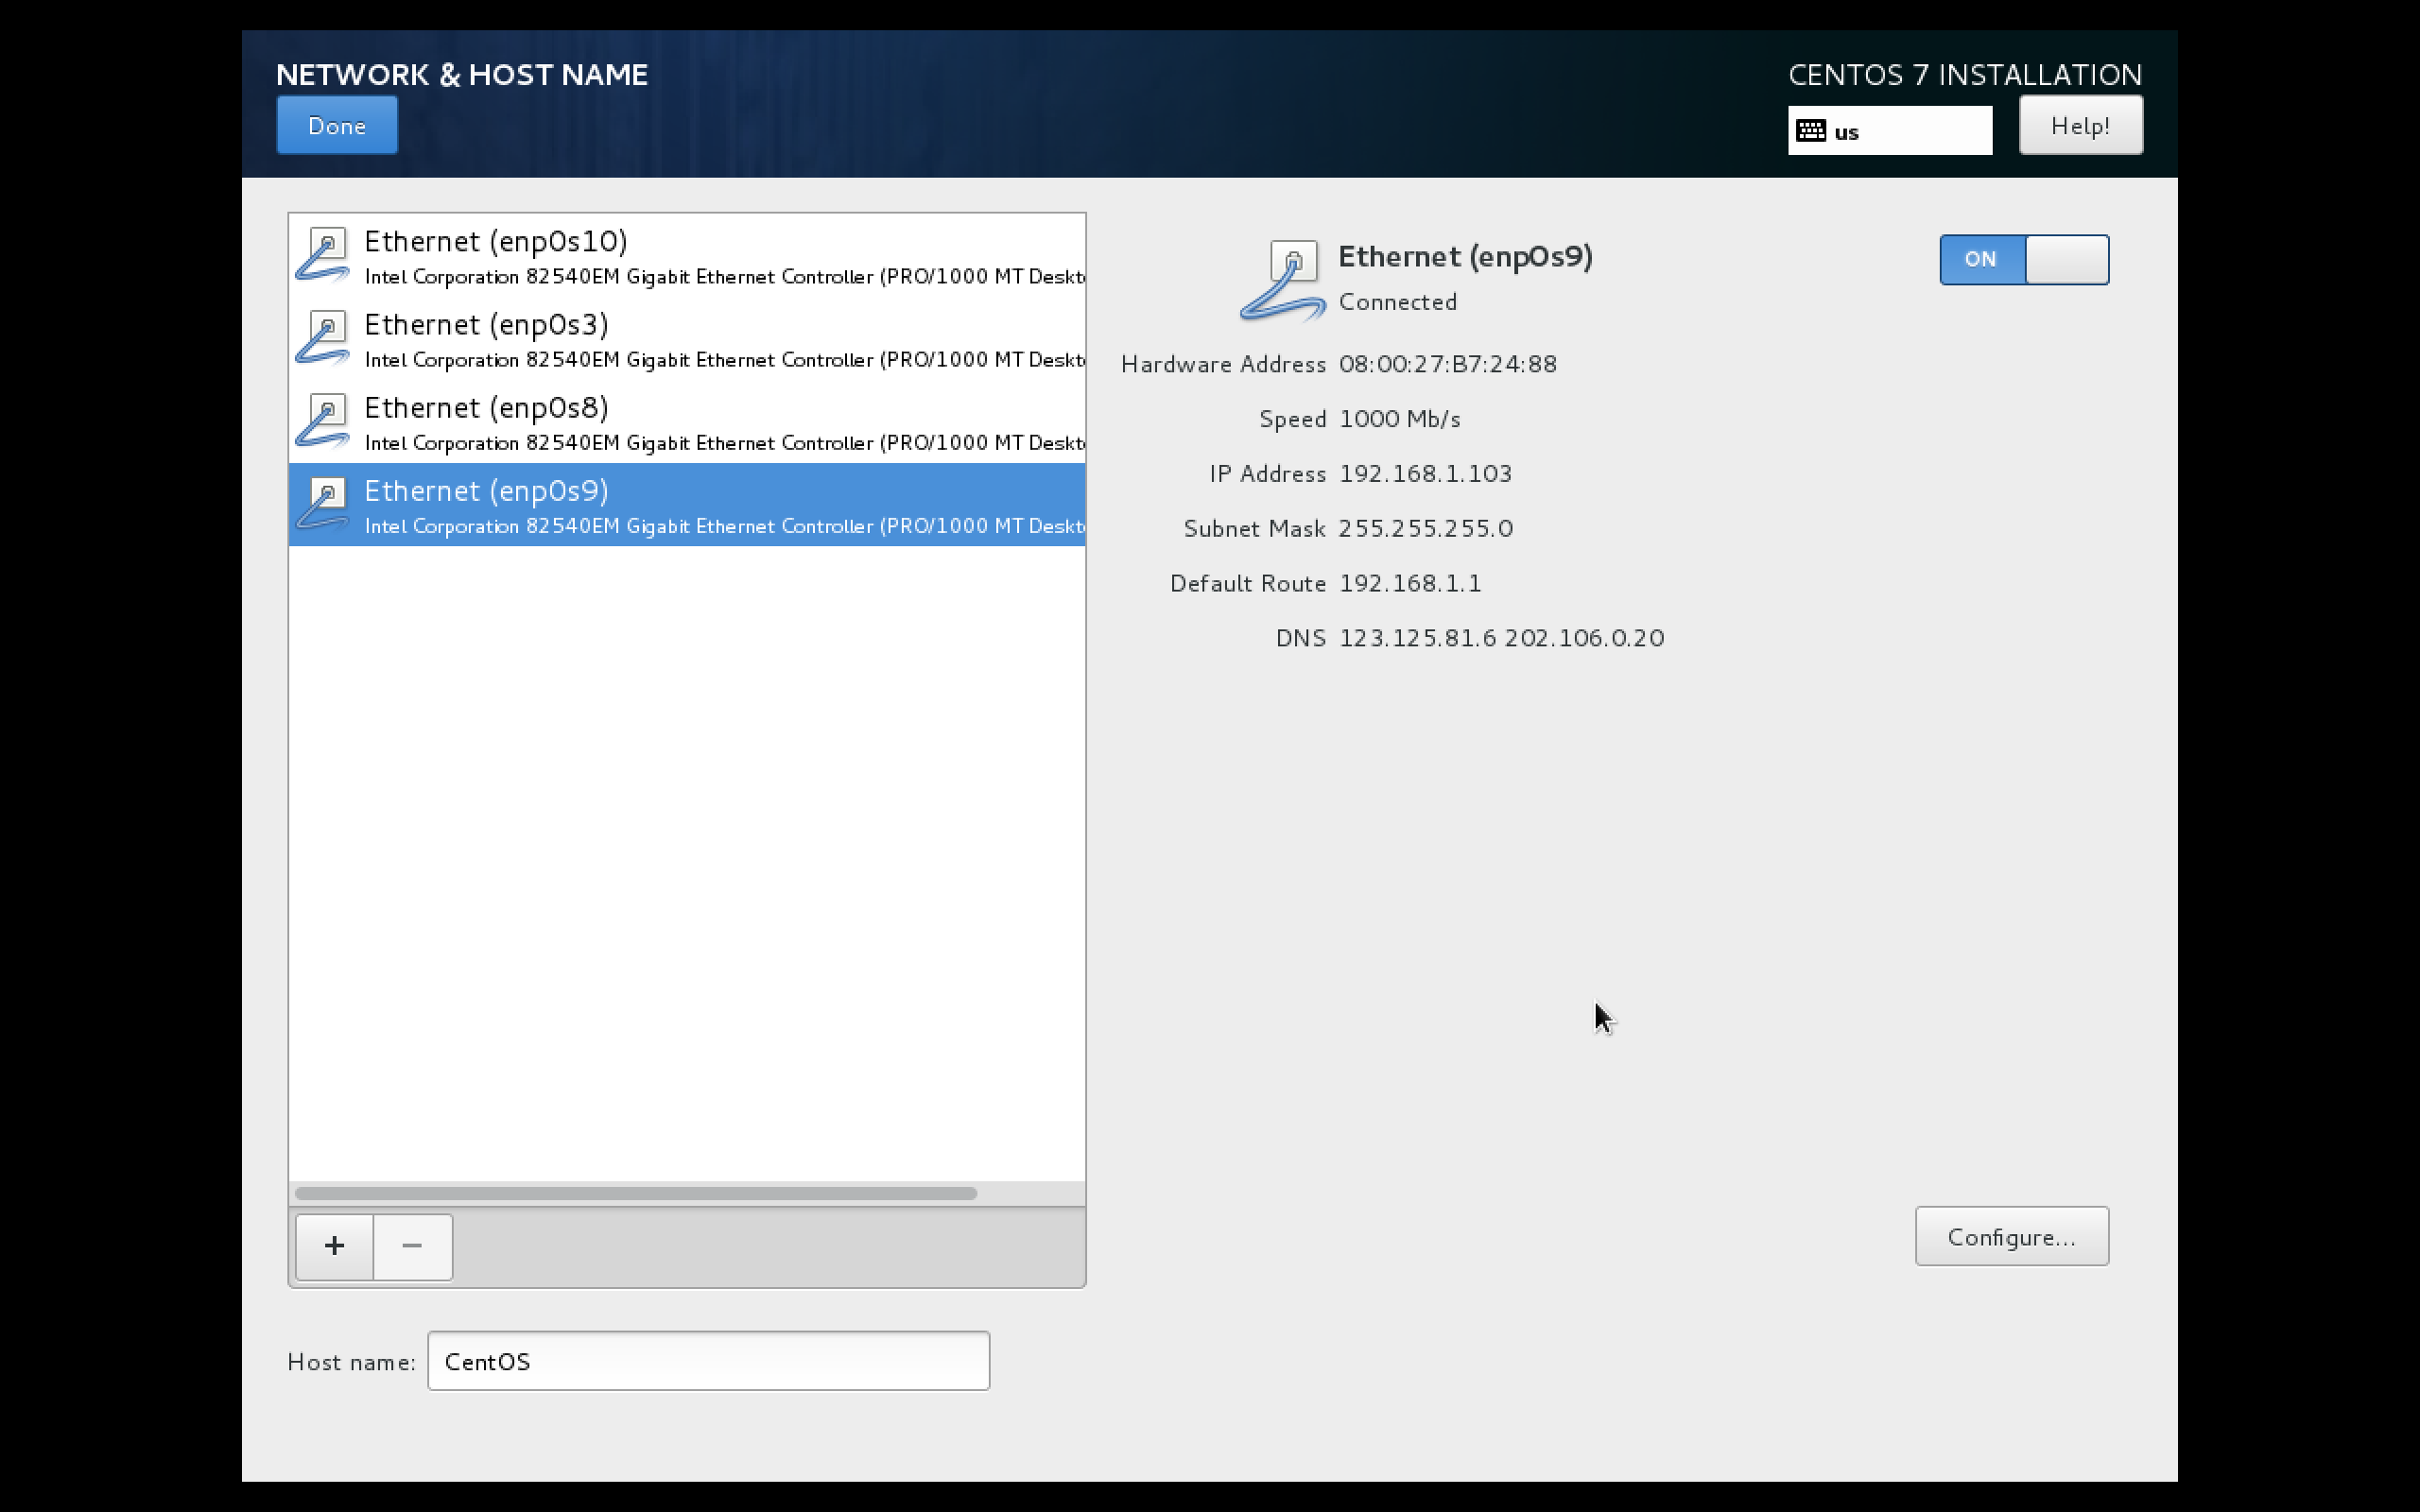 NETWORK & HOST NAME
CENTOS 7 INSTALLATION
Done
us
Help!
Ethernet (enp0s10)
Intel Corporation 82540EM Gigabit Ethernet Controller (PRO/1000 MT Deskt
Ethernet (enp0s3)
Intel Corporation 82540EM Gigabit Ethernet Controller (PRO/1000 MT Deskt
Ethernet (enp0s8)
Intel Corporation 82540EM Gigabit Ethernet Controller (PRO/1000 MT Deskt
Ethernet (enp0s9)
Intel Corporation 82540EM Gigabit Ethernet Controller (PRO/1000 MT Deskt
Ethernet (enp0s9)
Connected
ON
Hardware Address 08:00:27:B7:24:88
Speed 1000 Mb/s
IP Address 192.168.1.103
Subnet Mask 255.255.255.0
Default Route 192.168.1.1
DNS 123.125.81.6 202.106.0.20
+ −
Configure...
Host name: CentOS